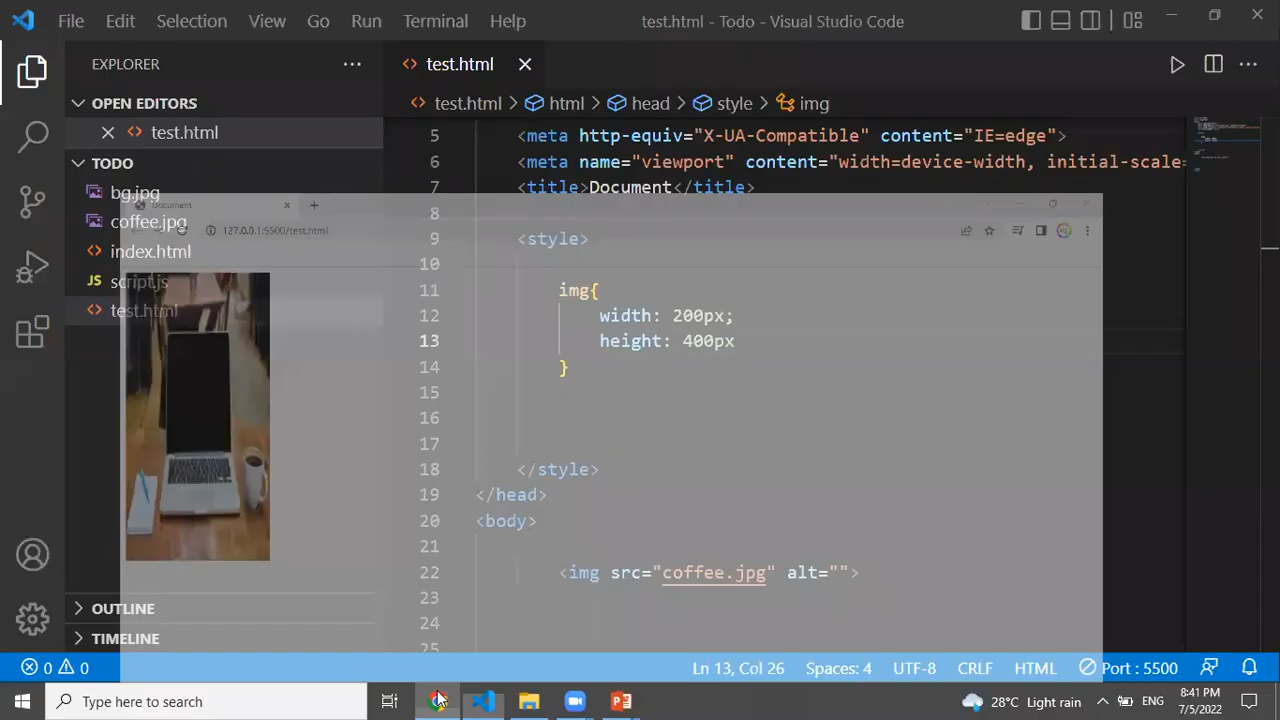 File Edit Selection View Go Run Terminal Help test.html - Todo - Visual Studio Code
EXPLORER
test.html
OPEN EDITORS
test.html
test.html > html > head > style > img
TODO
bg.jpg
coffee.jpg
index.html
JS script.js
test.html
Document
127.0.0.1:5500/test.html
5 <meta http-equiv="X-UA-Compatible" content="IE=edge">
6 <meta name="viewport" content="width=device-width, initial-scale=
7 <title>Document</title>
8
9 <style>
10
11 img{
12 width: 200px;
13 height: 400px
14 }
15
16
17
18 </style>
19 </head>
20 <body>
21
22 <img src="coffee.jpg" alt="">
23
24
25
OUTLINE
TIMELINE
0 0 Ln 13, Col 26 Spaces: 4 UTF-8 CRLF HTML Port : 5500
Type here to search
28°C Light rain ENG
8:41 PM
7/5/2022